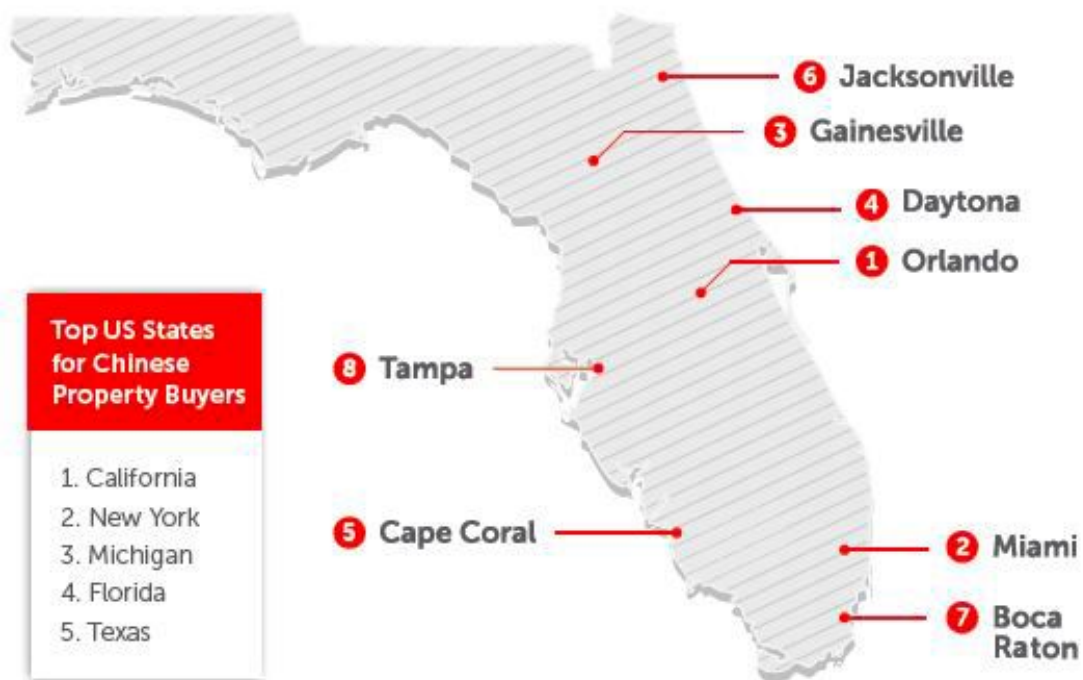 6 Jacksonville
3 Gainesville
4 Daytona
1 Orlando
Top US States
for Chinese
Property Buyers
1. California
2. New York
3. Michigan
4. Florida
5. Texas
8 Tampa
5 Cape Coral
2 Miami
7 Boca
Raton